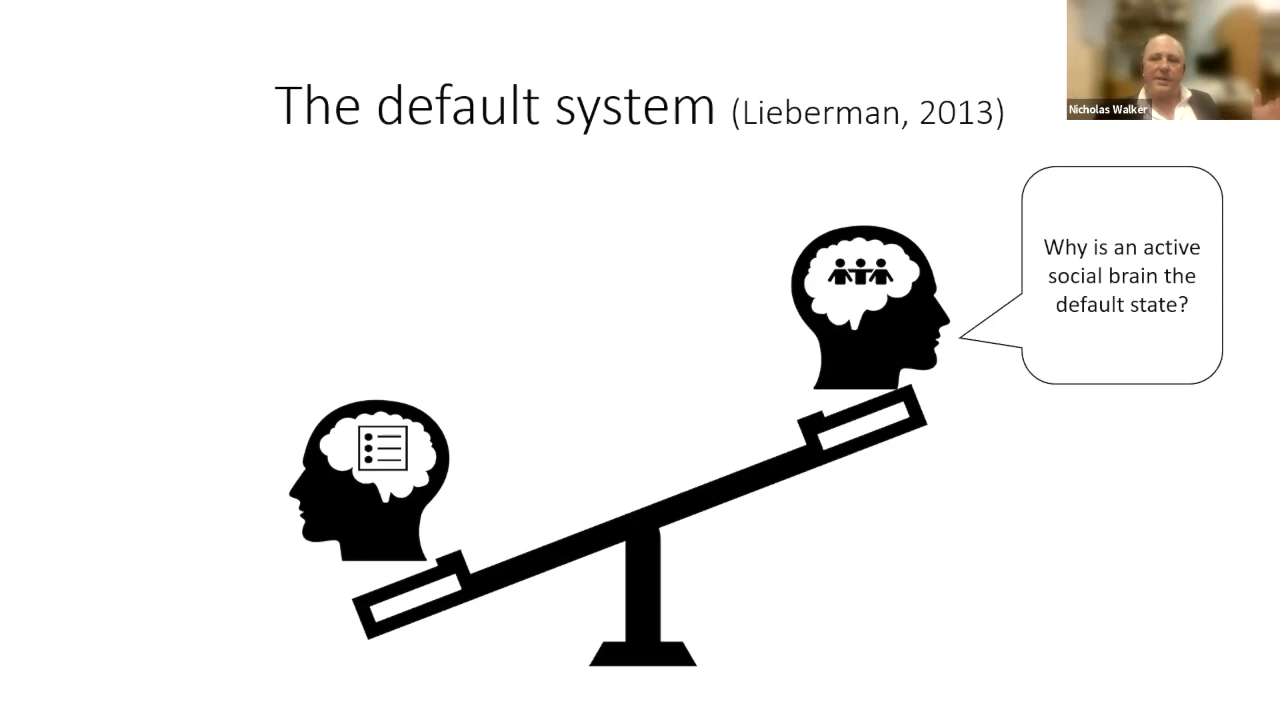 The default system (Lieberman, 2013)
Nicholas Walker
Why is an active
social brain the
default state?